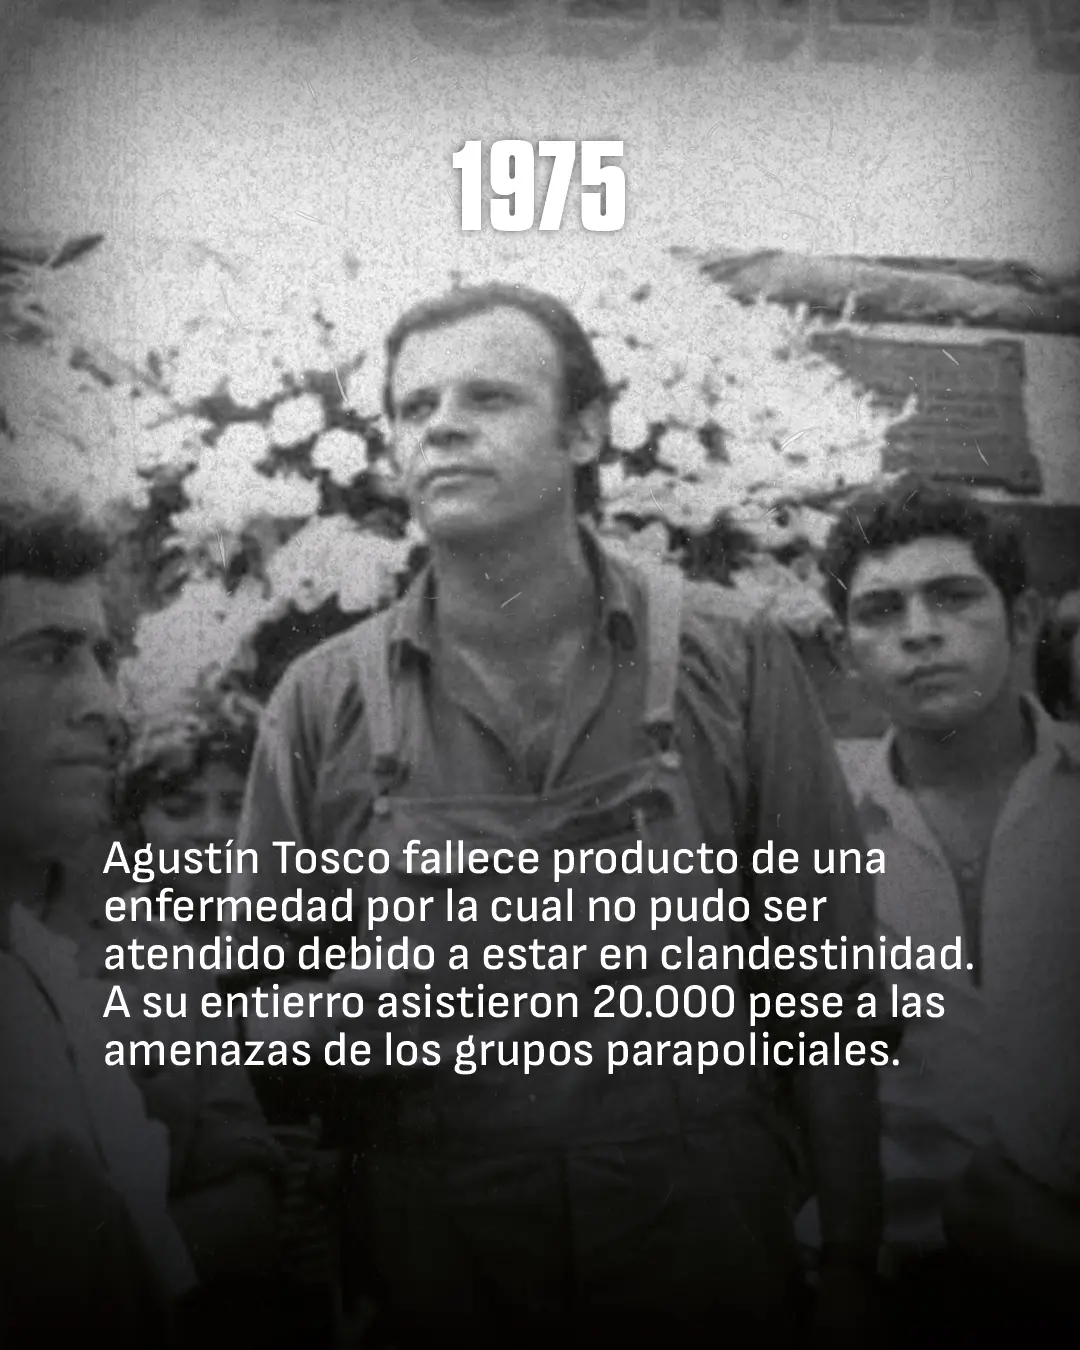 1975
Agustín Tosco fallece producto de una
enfermedad por la cual no pudo ser
atendido debido a estar en clandestinidad.
A su entierro asistieron 20.000 pese a las
amenazas de los grupos parapoliciales.